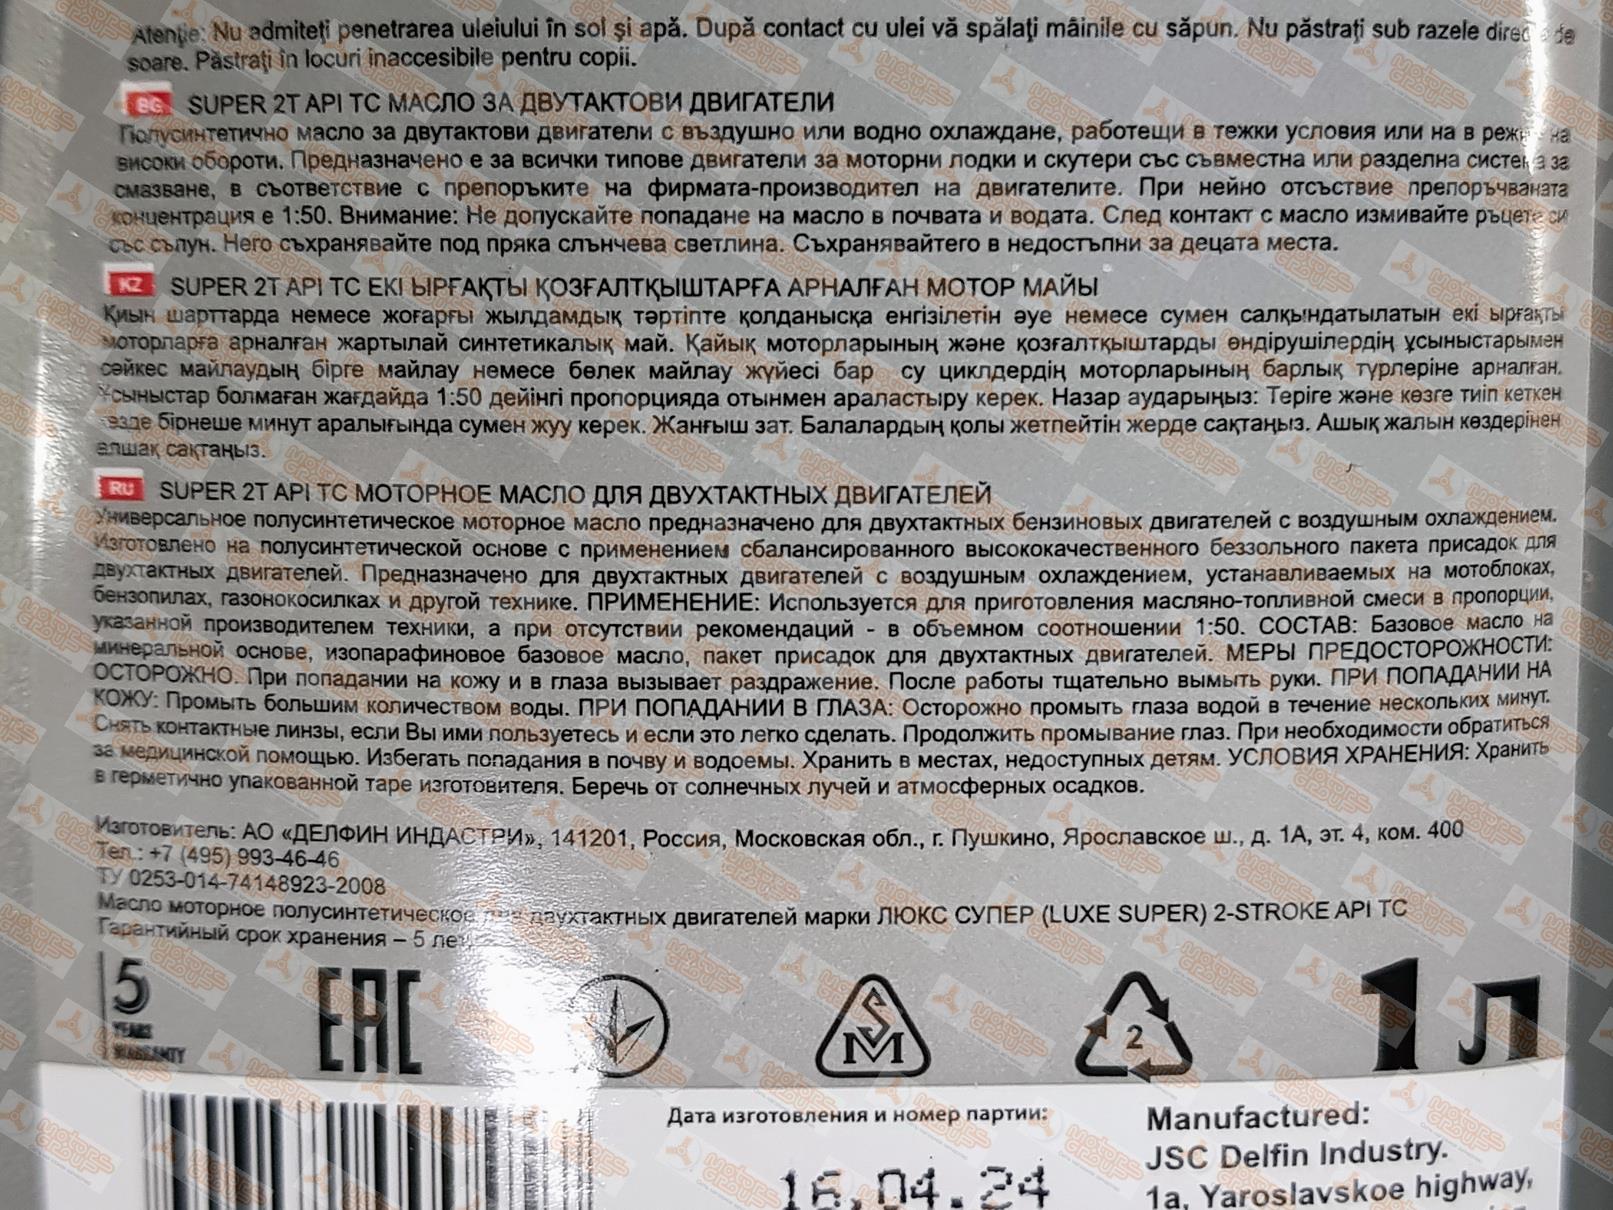 Atenție: Nu admiteți penetrarea uleiului în sol și apă. După contact cu ulei vă spălați mâinile cu săpun. Nu păstrați sub razele de
soare. Păstrați în locuri inaccesibile pentru copii.
BG SUPER 2T API TC МАСЛО ЗА ДВУТАКТОВИ ДВИГАТЕЛИ
Полусинтетично масло за двутактови двигатели с въздушно или водно охлаждане, работещи в тежки условия или на в на
високи обороти. Предназначено е за всички типове двигатели за моторни лодки и скутери със съвместна или разделна система за
смазване, в съответствие с препоръките на фирмата-производител на двигателите. При нейно отсъствие препоръчваната
концентрация е 1:50. Внимание: Не допускайте попадане на масло в почвата и водата. След контакт с масло измивайте ръцете си
със сълун. Него съхранявайте под пряка слънчева светлина. Съхранявайтего в недостъпни за децата места.
KZ SUPER 2T API TC ЕКІ ЫРҒАҚТЫ ҚОЗҒАЛТҚЫШТАРҒА АРНАЛҒАН МОТОР МАЙЫ
Қиын шарттарда немесе жоғарғы жылдамдық тәртіпте қолданысқа енгізілетін әуе немесе сумен салқындатылатын екі ырғақты
моторларға арналған жартылай синтетикалық май. Қайық моторларының және қозғалтқыштарды өндірушілердің ұсыныстарымен
сәйкес майлаудың бірге майлау немесе бөлек майлау жүйесі бар су циклдердің моторларының барлық түрлеріне арналған.
Ұсыныстар болмаған жағдайда 1:50 дейінгі пропорцияда отынмен араластыру керек. Назар аударыңыз: Теріге және көзге тиіп кеткен
кезде бірнеше минут аралығында сумен жуу керек. Жанғыш зат. Балалардың қолы жетпейтін жерде сақтаңыз. Ашық жалын көздерінен
алшақ сақтаңыз.
RU SUPER 2T API TC МОТОРНОЕ МАСЛО ДЛЯ ДВУХТАКТНЫХ ДВИГАТЕЛЕЙ
Универсальное полусинтетическое моторное масло предназначено для двухтактных бензиновых двигателей с воздушным охлаждением.
Изготовлено на полусинтетической основе с применением сбалансированного высококачественного беззольного пакета присадок для
двухтактных двигателей. Предназначено для двухтактных двигателей с воздушным охлаждением, устанавливаемых на мотоблоках,
бензопилах, газонокосилках и другой технике. ПРИМЕНЕНИЕ: Используется для приготовления масляно-топливной смеси в пропорции,
указанной производителем техники, а при отсутствии рекомендаций - в объемном соотношении 1:50. СОСТАВ: Базовое масло на
минеральной основе, изопарафиновое базовое масло, пакет присадок для двухтактных двигателей. МЕРЫ ПРЕДОСТОРОЖНОСТИ:
ОСТОРОЖНО. При попадании на кожу и в глаза вызывает раздражение. После работы тщательно вымыть руки. ПРИ ПОПАДАНИИ НА
КОЖУ: Промыть большим количеством воды. ПРИ ПОПАДАНИИ В ГЛАЗА: Осторожно промыть глаза водой в течение нескольких минут.
Снять контактные линзы, если Вы ими пользуетесь и если это легко сделать. Продолжить промывание глаз. При необходимости обратиться
за медицинской помощью. Избегать попадания в почву и водоемы. Хранить в местах, недоступных детям. УСЛОВИЯ ХРАНЕНИЯ: Хранить
в герметично упакованной таре изготовителя. Беречь от солнечных лучей и атмосферных осадков.
Изготовитель: АО «ДЕЛФИН ИНДАСТРИ», 141201, Россия, Московская обл., г. Пушкино, Ярославское ш., д. 1А, эт. 4, ком. 400
Тел.: +7 (495) 993-46-46
ТУ 0253-014-74148923-2008
Масло моторное полусинтетическое для двухтактных двигателей марки ЛЮКС СУПЕР (LUXE SUPER) 2-STROKE API TC
Гарантийный срок хранения – 5 лет
5 YEARS WARRANTY
EAC
SM
2
1 Л
Дата изготовления и номер партии:
16.04.24
Manufactured:
JSC Delfin Industry.
1a, Yaroslavskoe highway,